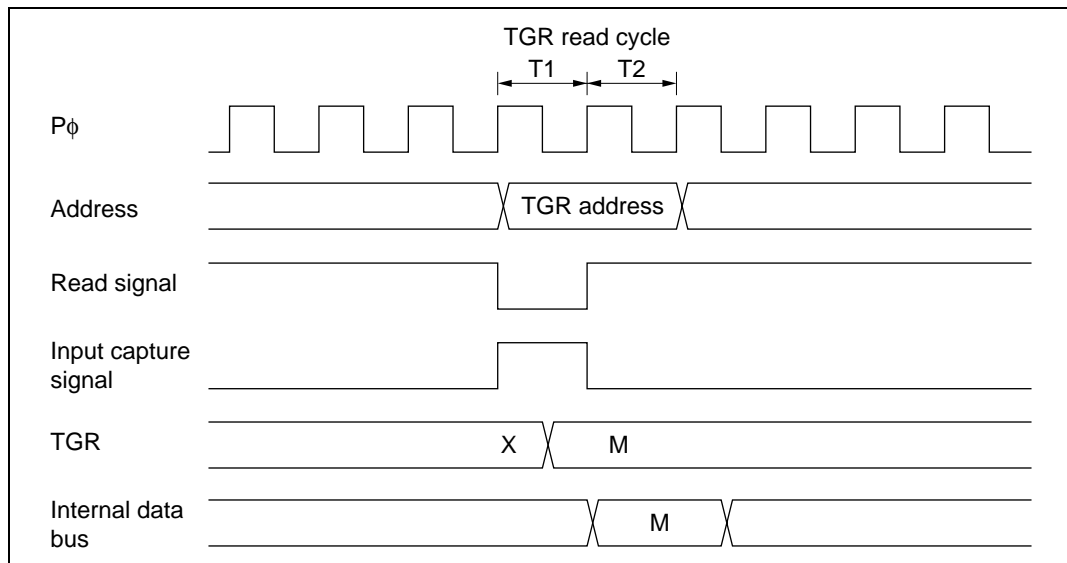 TGR read cycle
T1 T2
Pϕ
Address
TGR address
Read signal
Input capture
signal
TGR
X M
Internal data
bus
M